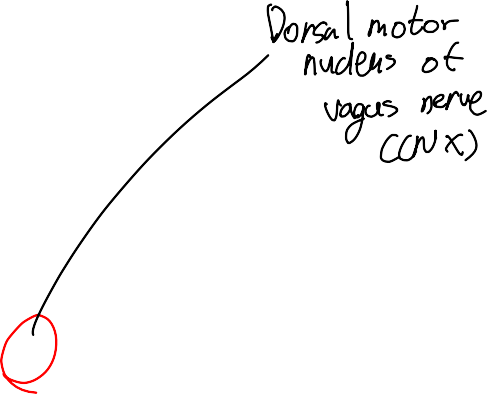 Dorsal motor
nucleus of
vagus nerve
(CN X)